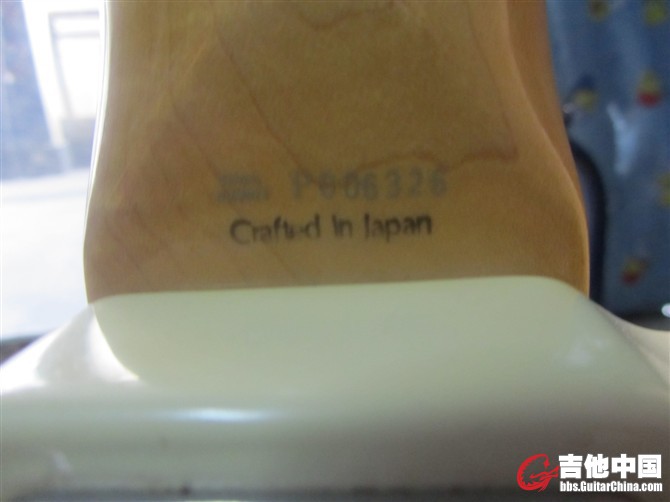 P006326
Crafted in Japan
吉他中国
bbs.GuitarChina.com